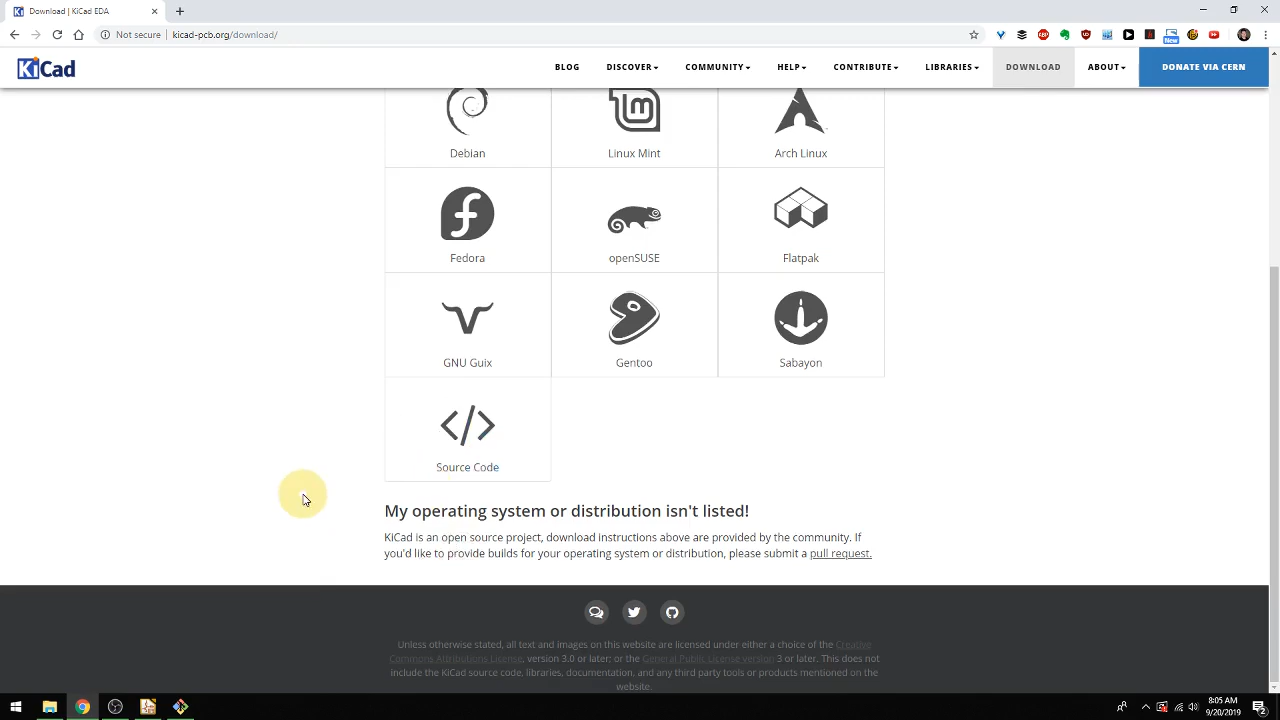 Download | KiCad EDA
Not secure | kicad-pcb.org/download/
New
KiCad
BLOG DISCOVER COMMUNITY HELP CONTRIBUTE LIBRARIES DOWNLOAD ABOUT DONATE VIA CERN
Debian Linux Mint Arch Linux
Fedora openSUSE Flatpak
GNU Guix Gentoo Sabayon
Source Code
My operating system or distribution isn't listed!
KiCad is an open source project, download instructions above are provided by the community. If
you'd like to provide builds for your operating system or distribution, please submit a pull request.
Unless otherwise stated, all text and images on this website are licensed under either a choice of the Creative
Commons Attributions License, version 3.0 or later; or the General Public License version 3 or later. This does not
include the KiCad source code, libraries, documentation, and any third party tools or products mentioned on the
website.
8:05 AM
9/20/2019
2